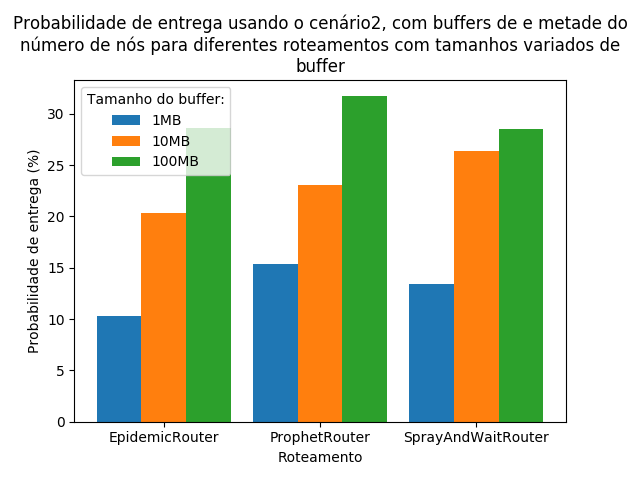 Probabilidade de entrega usando o cenário2, com buffers de e metade do
número de nós para diferentes roteamentos com tamanhos variados de
buffer
Tamanho do buffer:
1MB
10MB
100MB
Probabilidade de entrega (%)
30
25
20
15
10
5
0
EpidemicRouter
ProphetRouter
SprayAndWaitRouter
Roteamento